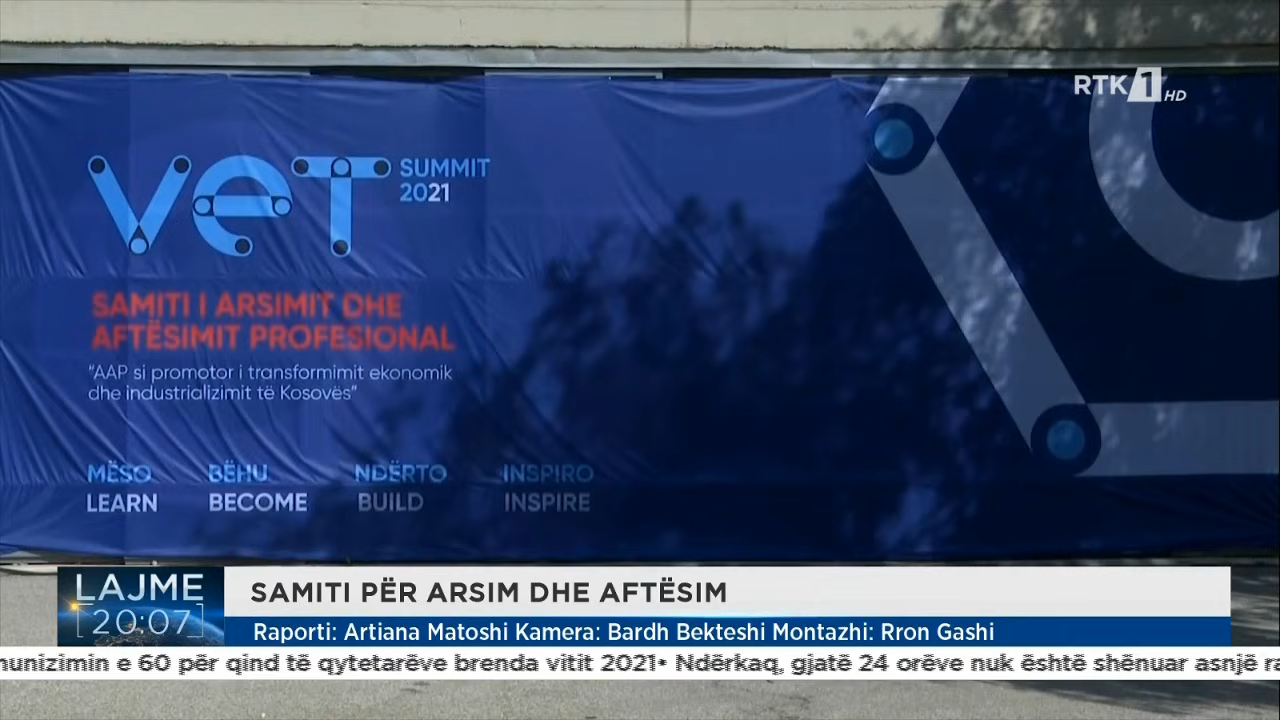 RTK 1 HD
VET SUMMIT
2021
SAMITI I ARSIMIT DHE
AFTËSIMIT PROFESIONAL
"AAP si promotor i transformimit ekonomik
dhe industrializimit të Kosovës"
MËSO BËHU NDËRTO INSPIRO
LEARN BECOME BUILD INSPIRE
LAJME
20:07
SAMITI PËR ARSIM DHE AFTËSIM
Raporti: Artiana Matoshi Kamera: Bardh Bekteshi Montazhi: Rron Gashi
e 60 për qind të qytetarëve brenda vitit 2021• Ndërkaq, gjatë 24 orëve nuk është shënuar asnjë